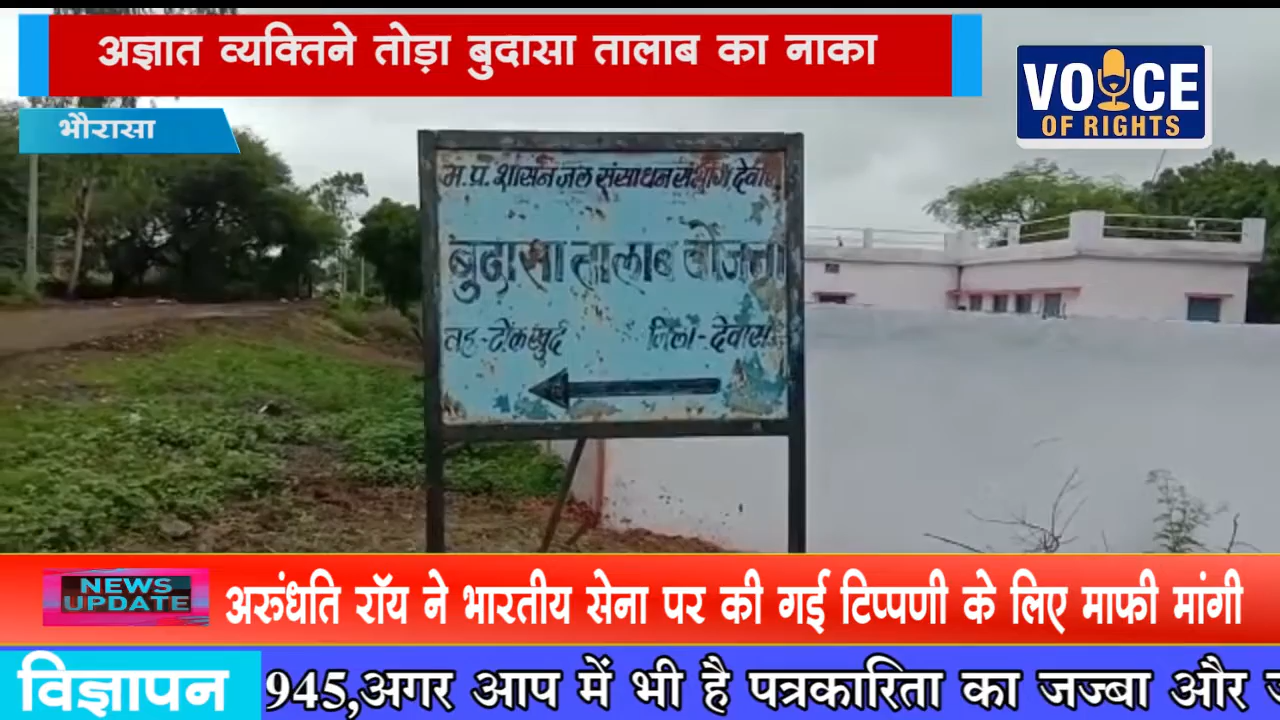 अज्ञात व्यक्तिने तोड़ा बुदासा तालाब का नाका
VOICE
OF RIGHTS
भौरासा
म.प्र. शासन जल संसाधन संभाग देवास
बुदासा तालाब योजना
तह-टोंकखुर्द जिला-देवास
NEWS
UPDATE
अरुंधति रॉय ने भारतीय सेना पर की गई टिप्पणी के लिए माफी मांगी
विज्ञापन
945,अगर आप में भी है पत्रकारिता का जज्बा और